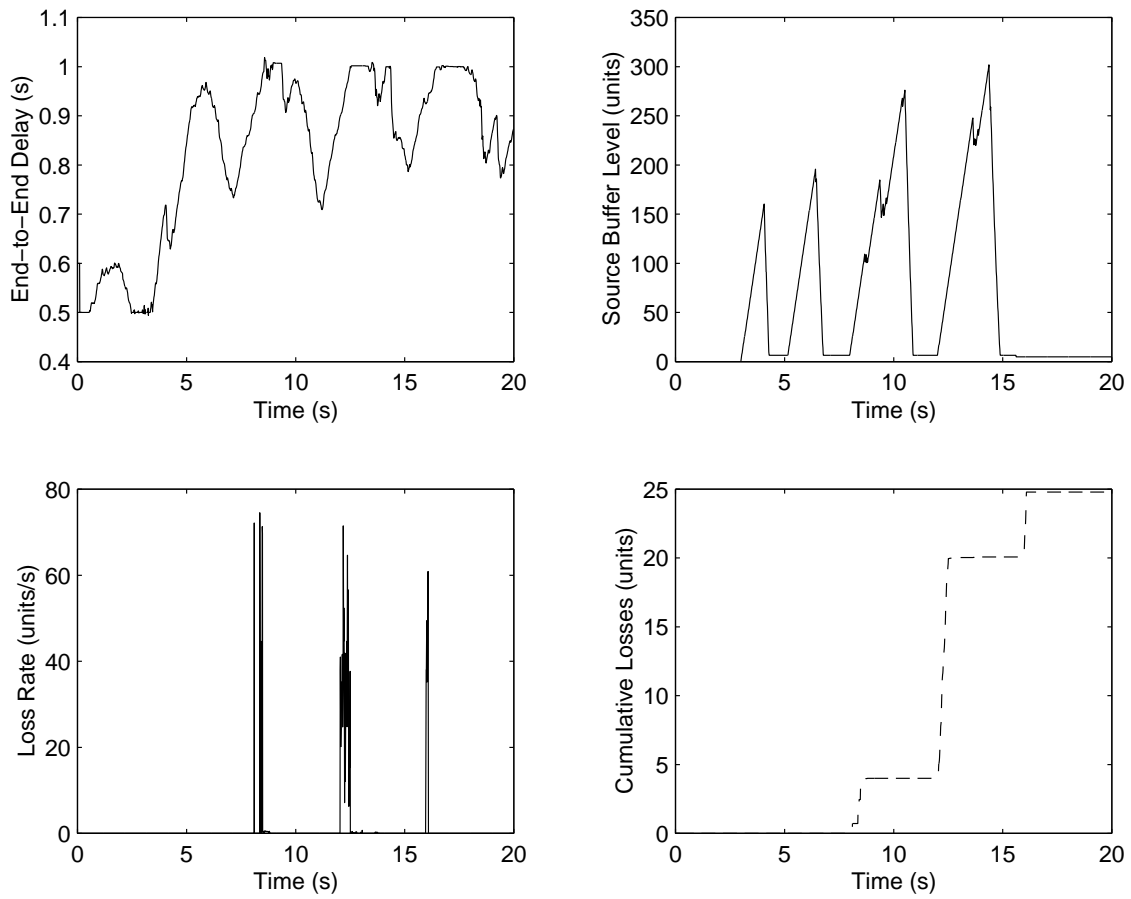 1.1
1
0.9
0.8
0.7
0.6
0.5
0.4
End−to−End Delay (s)
0 5 10 15 20
Time (s)
350
300
250
200
150
100
50
0
Source Buffer Level (units)
0 5 10 15 20
Time (s)
80
60
40
20
0
Loss Rate (units/s)
0 5 10 15 20
Time (s)
25
20
15
10
5
0
Cumulative Losses (units)
0 5 10 15 20
Time (s)